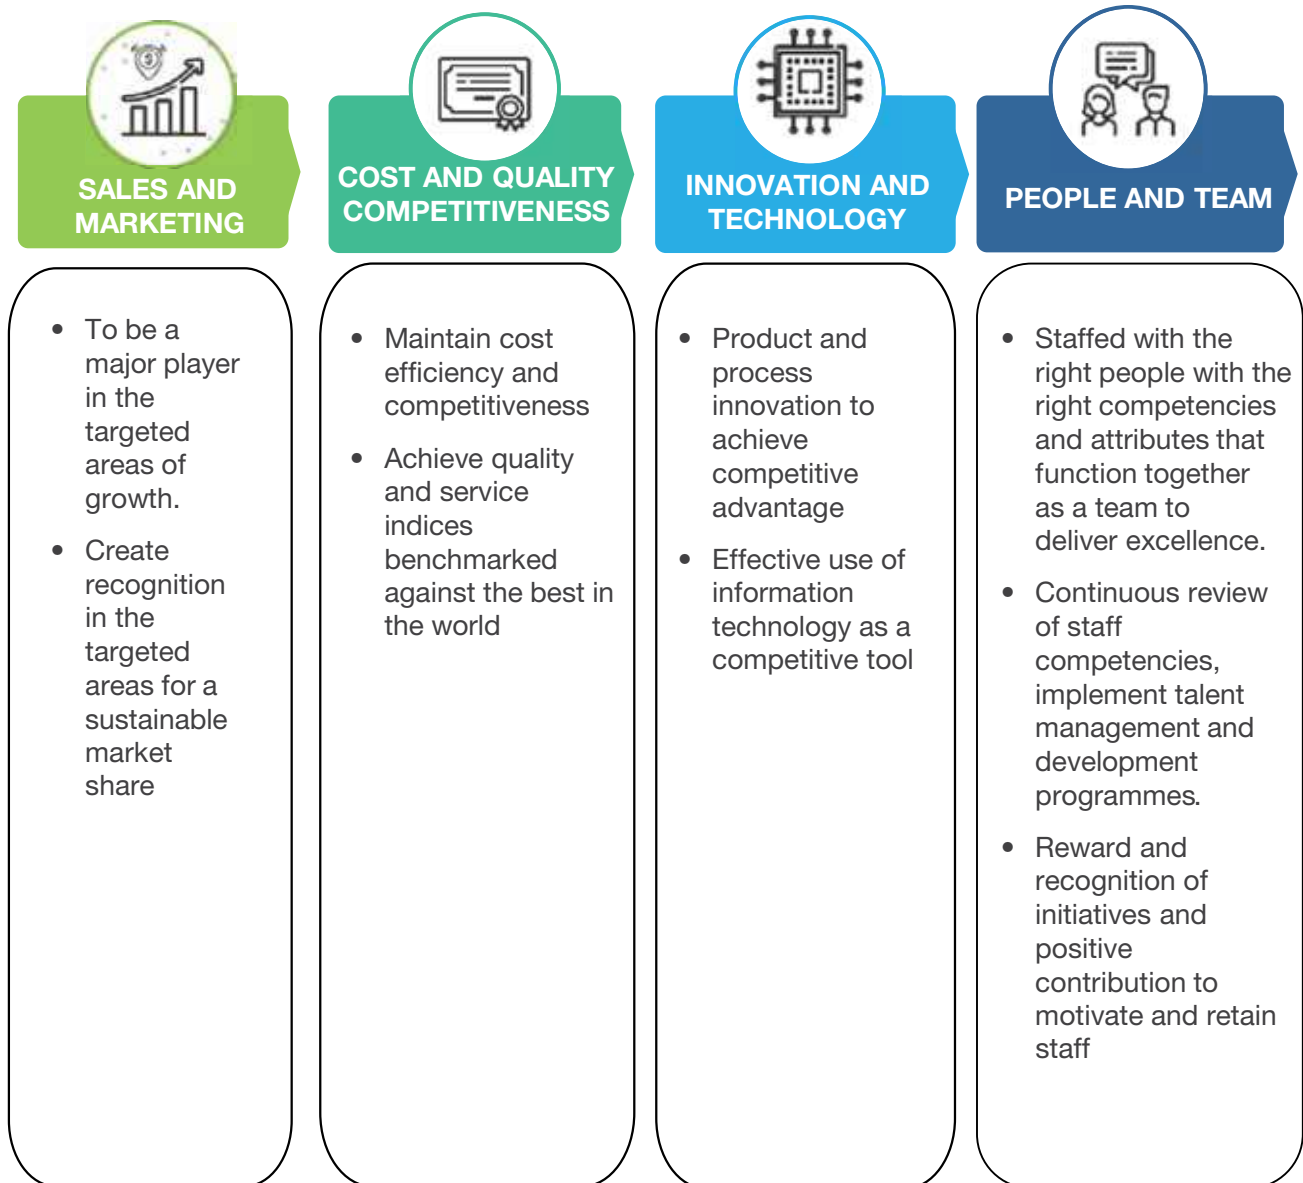 SALES AND
MARKETING
• To be a
major player
in the
targeted
areas of
growth.
• Create
recognition
in the
targeted
areas for a
sustainable
market
share
COST AND QUALITY
COMPETITIVENESS
• Maintain cost
efficiency and
competitiveness
• Achieve quality
and service
indices
benchmarked
against the best in
the world
INNOVATION AND
TECHNOLOGY
• Product and
process
innovation to
achieve
competitive
advantage
• Effective use of
information
technology as a
competitive tool
PEOPLE AND TEAM
• Staffed with the
right people with the
right competencies
and attributes that
function together
as a team to
deliver excellence.
• Continuous review
of staff
competencies,
implement talent
management and
development
programmes.
• Reward and
recognition of
initiatives and
positive
contribution to
motivate and retain
staff